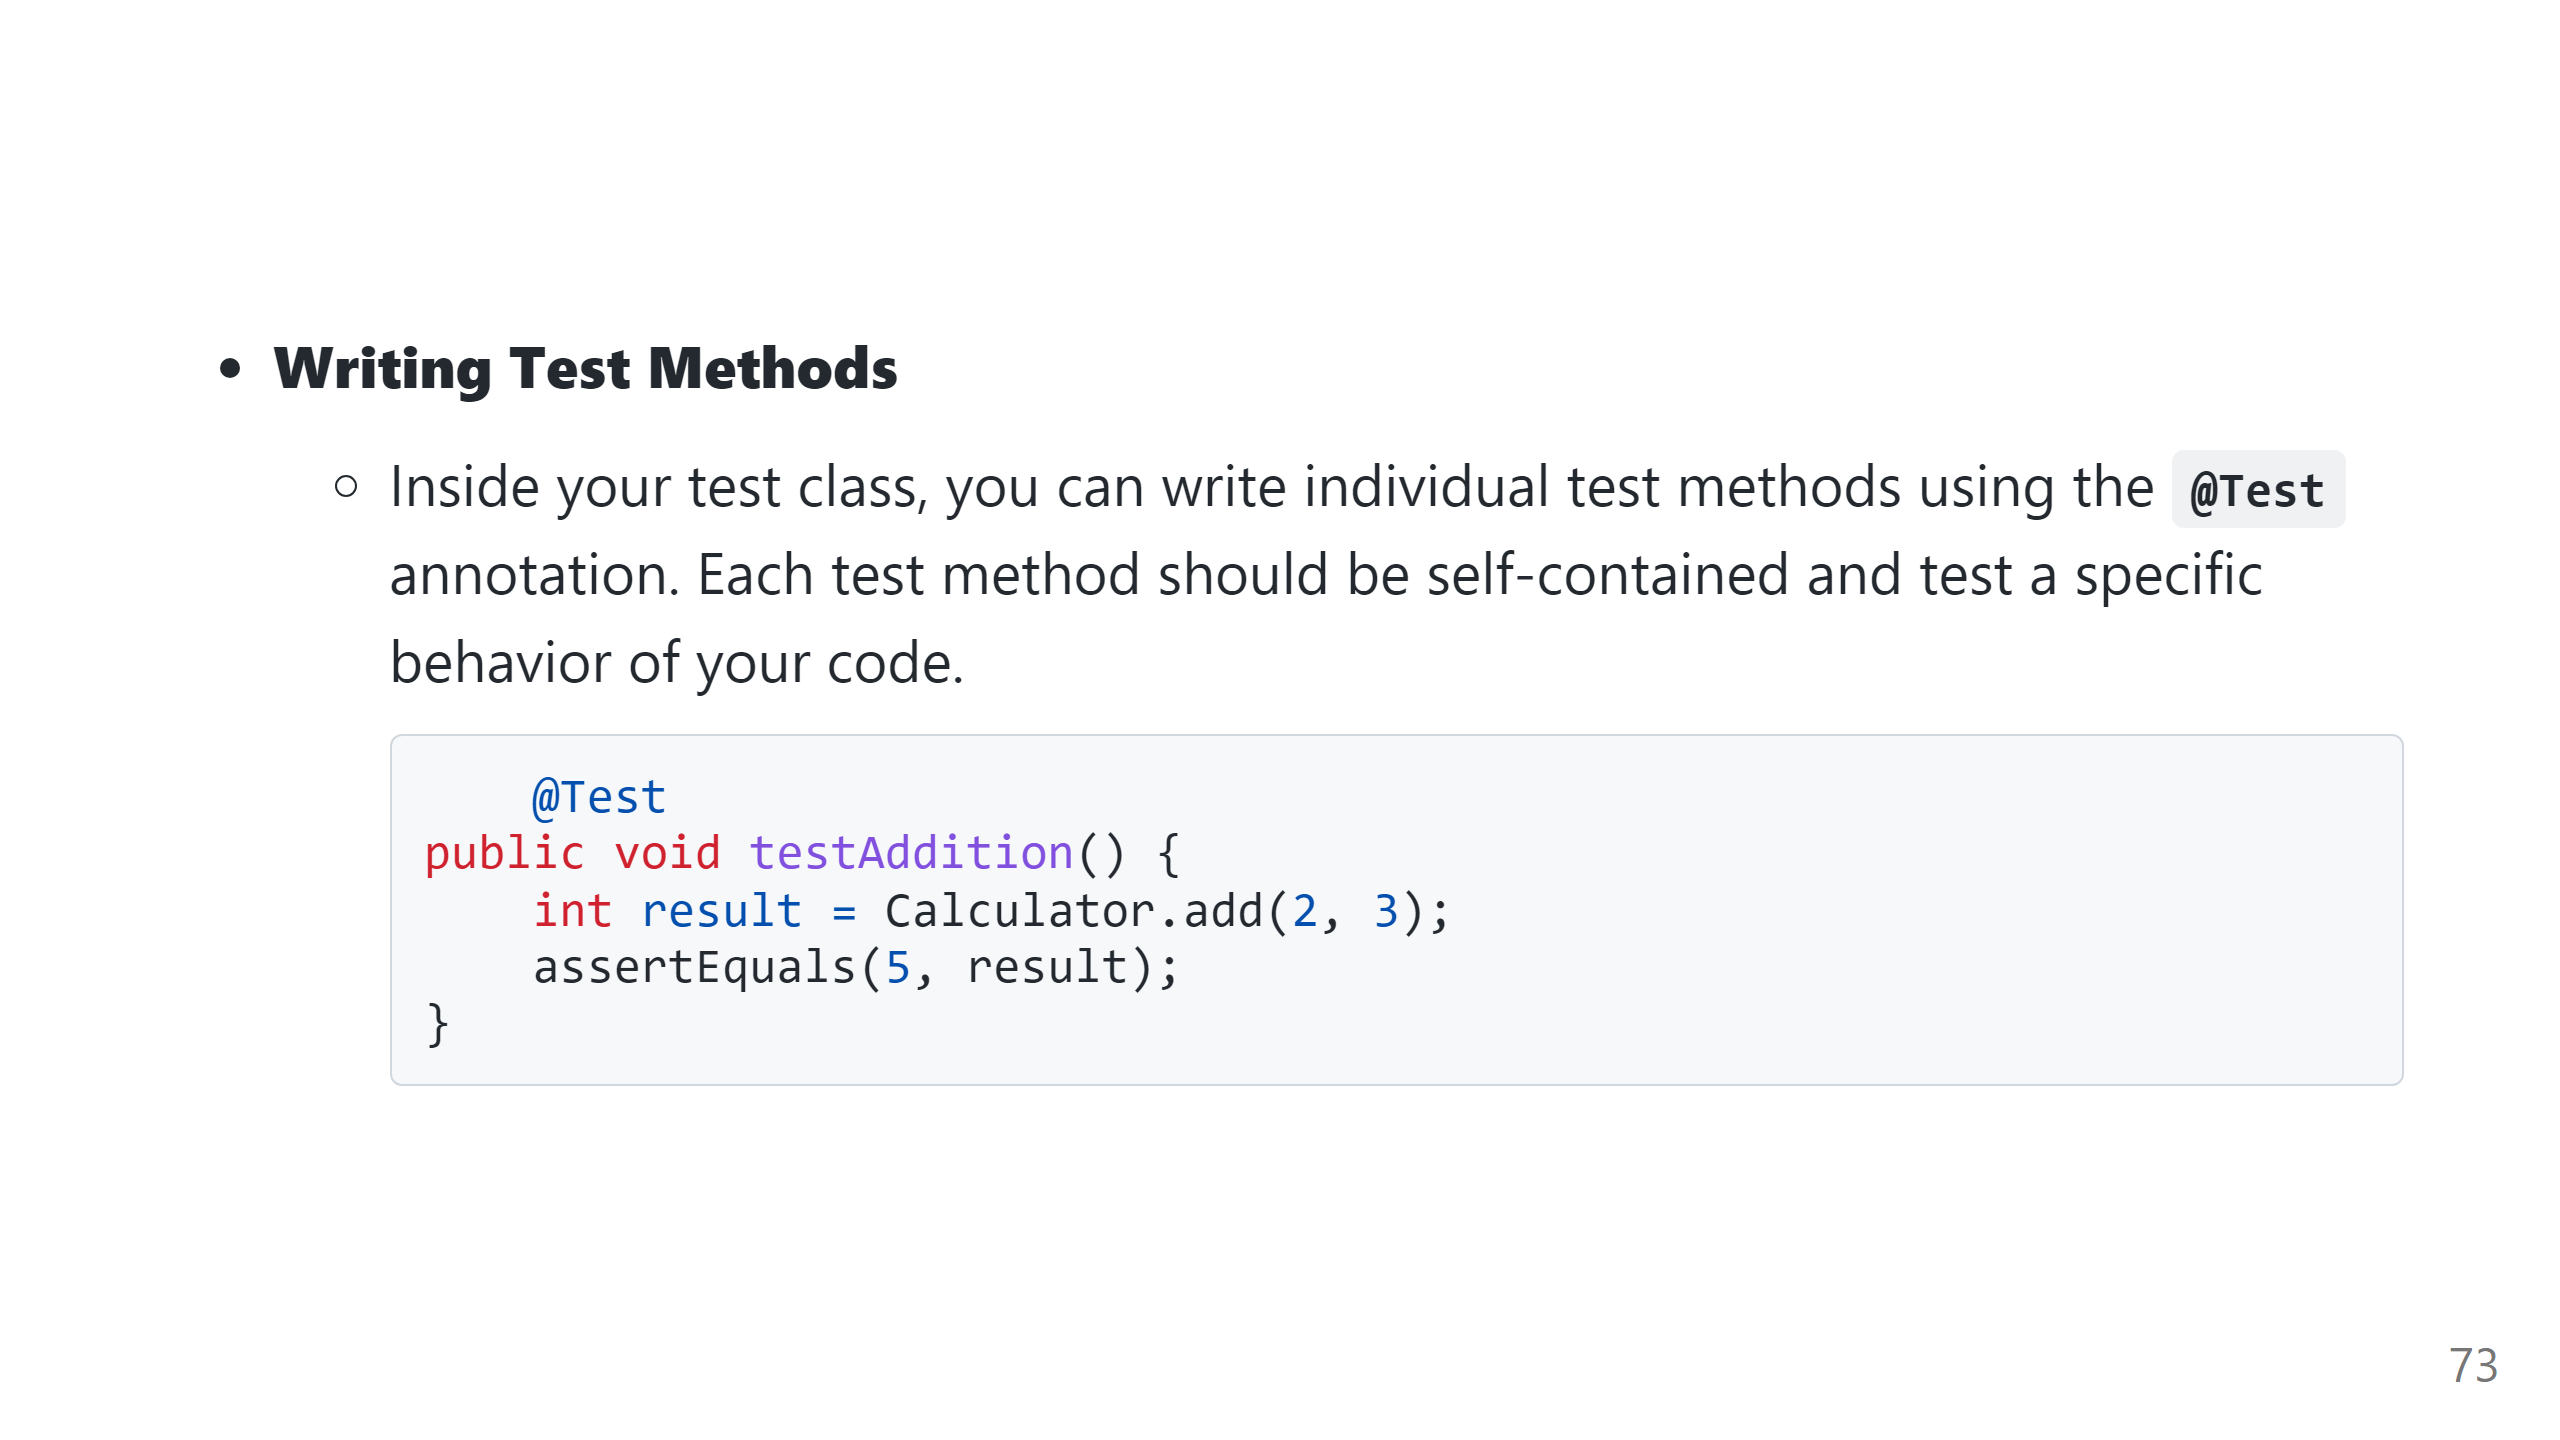 • Writing Test Methods
○ Inside your test class, you can write individual test methods using the @Test
annotation. Each test method should be self-contained and test a specific
behavior of your code.
    @Test
public void testAddition() {
    int result = Calculator.add(2, 3);
    assertEquals(5, result);
}
73